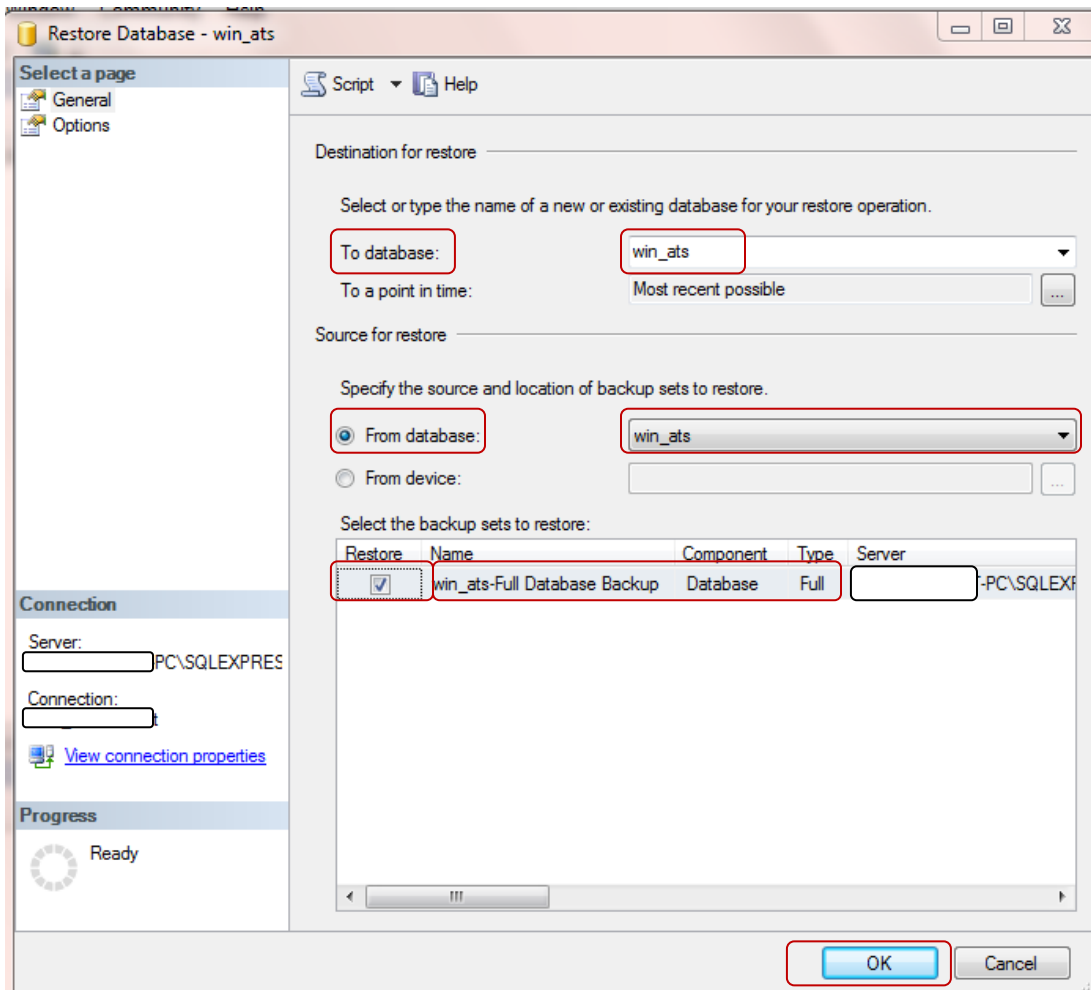 Window Community Help
Restore Database - win_ats
Select a page
General
Options
Script Help
Destination for restore
Select or type the name of a new or existing database for your restore operation.
To database: win_ats
To a point in time: Most recent possible
...
Source for restore
Specify the source and location of backup sets to restore.
From database: win_ats
From device:
...
Select the backup sets to restore:
Restore Name Component Type Server
win_ats-Full Database Backup Database Full -PC\SQLEXP
Connection
Server:
PC\SQLEXPRES
Connection:
t
View connection properties
Progress
Ready
OK Cancel